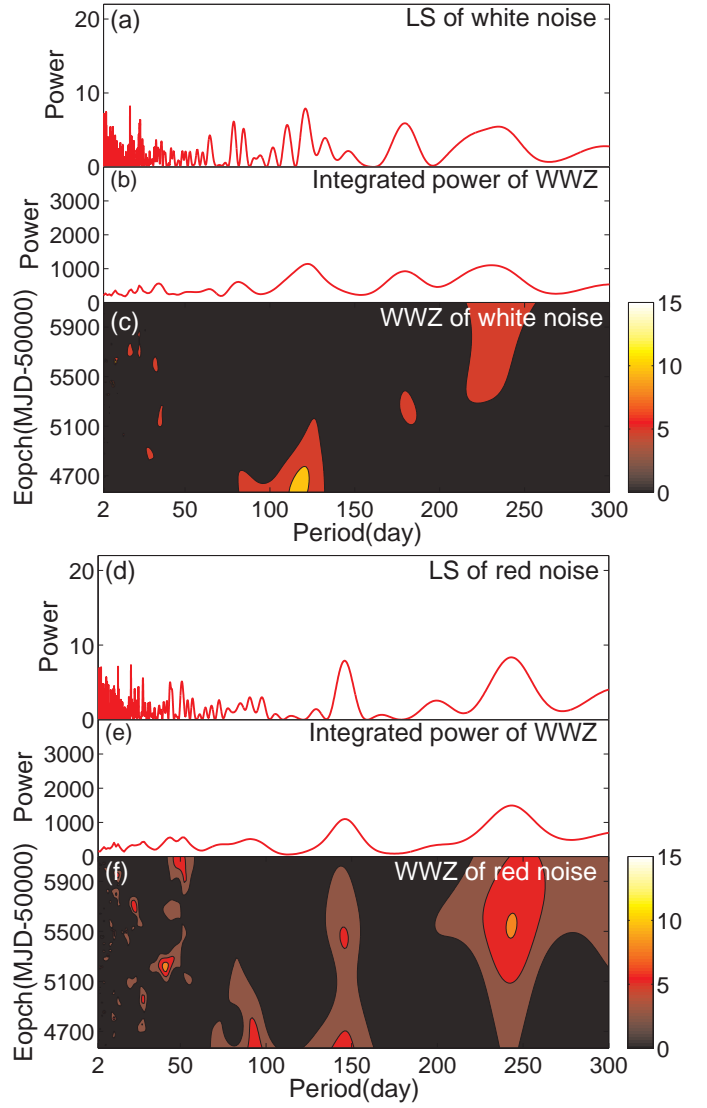 (a) LS of white noise
20
10
0
Power
(b) Integrated power of WWZ
3000
2000
1000
0
Power
(c) WWZ of white noise
5900
5500
5100
4700
Eopch(MJD-50000)
2 50 100 150 200 250 300
Period(day)
15
10
5
0
(d) LS of red noise
20
10
0
Power
(e) Integrated power of WWZ
3000
2000
1000
0
Power
(f) WWZ of red noise
5900
5500
5100
4700
Eopch(MJD-50000)
2 50 100 150 200 250 300
Period(day)
15
10
5
0